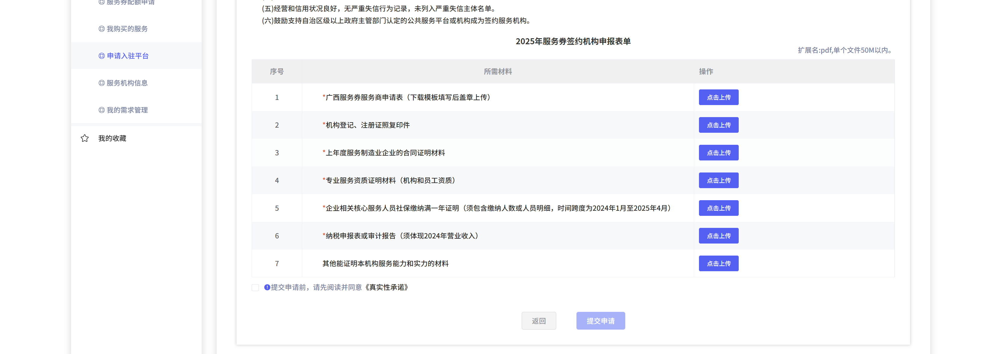 服务券配额申请
我购买的服务
申请入驻平台
服务机构信息
我的需求管理
我的收藏
(五)经营和信用状况良好，无严重失信行为记录，未列入严重失信主体名单。
(六)鼓励支持自治区级以上政府主管部门认定的公共服务平台或机构成为签约服务机构。
2025年服务券签约机构申报表单
扩展名:pdf,单个文件50M以内。
序号 所需材料 操作
1 *广西服务券服务商申请表（下载模板填写后盖章上传） 点击上传
2 *机构登记、注册证照复印件 点击上传
3 *上年度服务制造业企业的合同证明材料 点击上传
4 *专业服务资质证明材料（机构和员工资质） 点击上传
5 *企业相关核心服务人员社保缴纳满一年证明（须包含缴纳人数或人员明细，时间跨度为2024年1月至2025年4月） 点击上传
6 *纳税申报表或审计报告（须体现2024年营业收入） 点击上传
7 其他能证明本机构服务能力和实力的材料 点击上传
提交申请前，请先阅读并同意《真实性承诺》
返回 提交申请